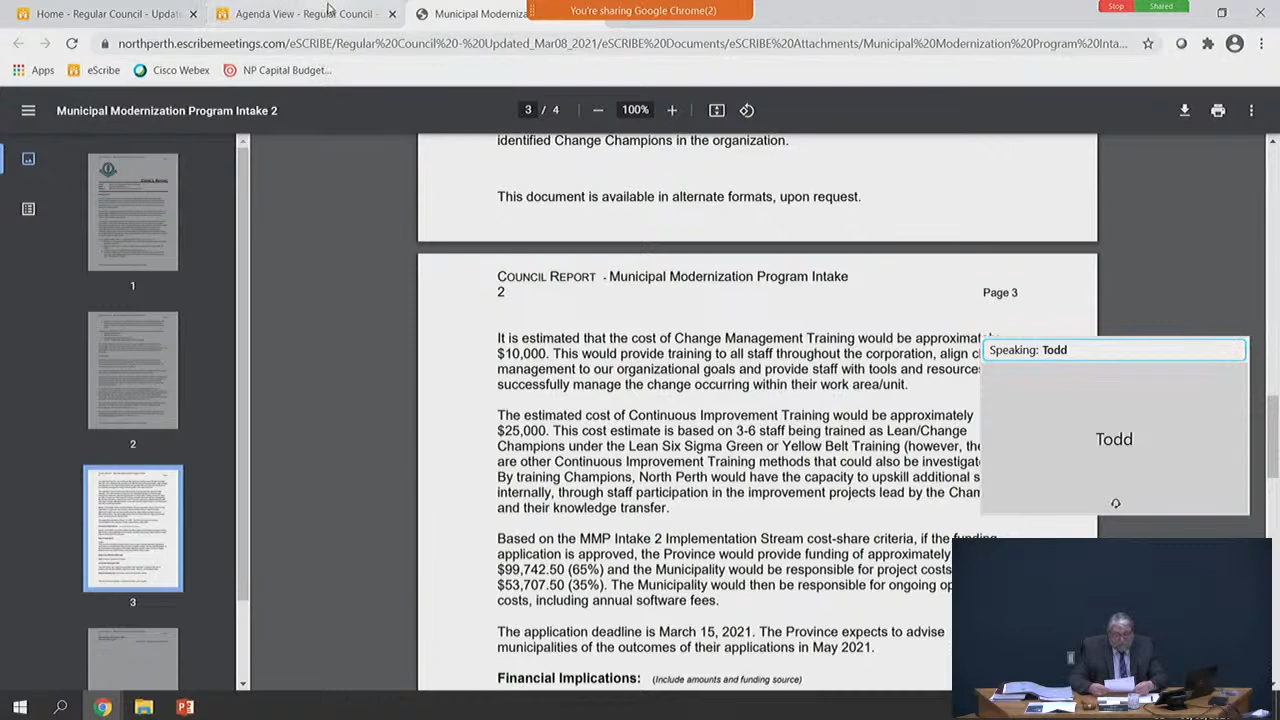 Home - Regular Council - Updat
Agenda View - Regular Council -
Municipal Moderniza
You're sharing Google Chrome(2)
Stop
Shared
northperth.escribemeetings.com/eSCRIBE/Regular%20Council%20-%20Updated_Mar08_2021/eSCRIBE%20Documents/eSCRIBE%20Attachments/Municipal%20Modernization%20Program%20Inta...
Apps
eScribe
Cisco Webex
NP Capital Budget...
Municipal Modernization Program Intake 2
3 / 4
100%
identified Change Champions in the organization.
This document is available in alternate formats, upon request.
1
2
3
COUNCIL REPORT - Municipal Modernization Program Intake
2
Page 3
It is estimated that the cost of Change Management Training would be approximat
$10,000. This would provide training to all staff throughout the corporation, align c
management to our organizational goals and provide staff with tools and resources
successfully manage the change occurring within their work area/unit.
The estimated cost of Continuous Improvement Training would be approximately
$25,000. This cost estimate is based on 3-6 staff being trained as Lean/Change
Champions under the Lean Six Sigma Green or Yellow Belt Training (however, the
are other Continuous Improvement Training methods that could also be investigat
By training Champions, North Perth would have the capacity to upskill additional s
internally, through staff participation in the improvement projects lead by the Cham
and their knowledge transfer.
Based on the MMP Intake 2 Implementation Stream cost-share criteria, if the funding
application is approved, the Province would provide funding of approximately
$99,742.50 (65%) and the Municipality would be responsible for project costs
$53,707.50 (35%). The Municipality would then be responsible for ongoing op
costs, including annual software fees.
The application deadline is March 15, 2021. The Province expects to advise
municipalities of the outcomes of their applications in May 2021.
Financial Implications: (Include amounts and funding source)
Speaking: Todd
Todd